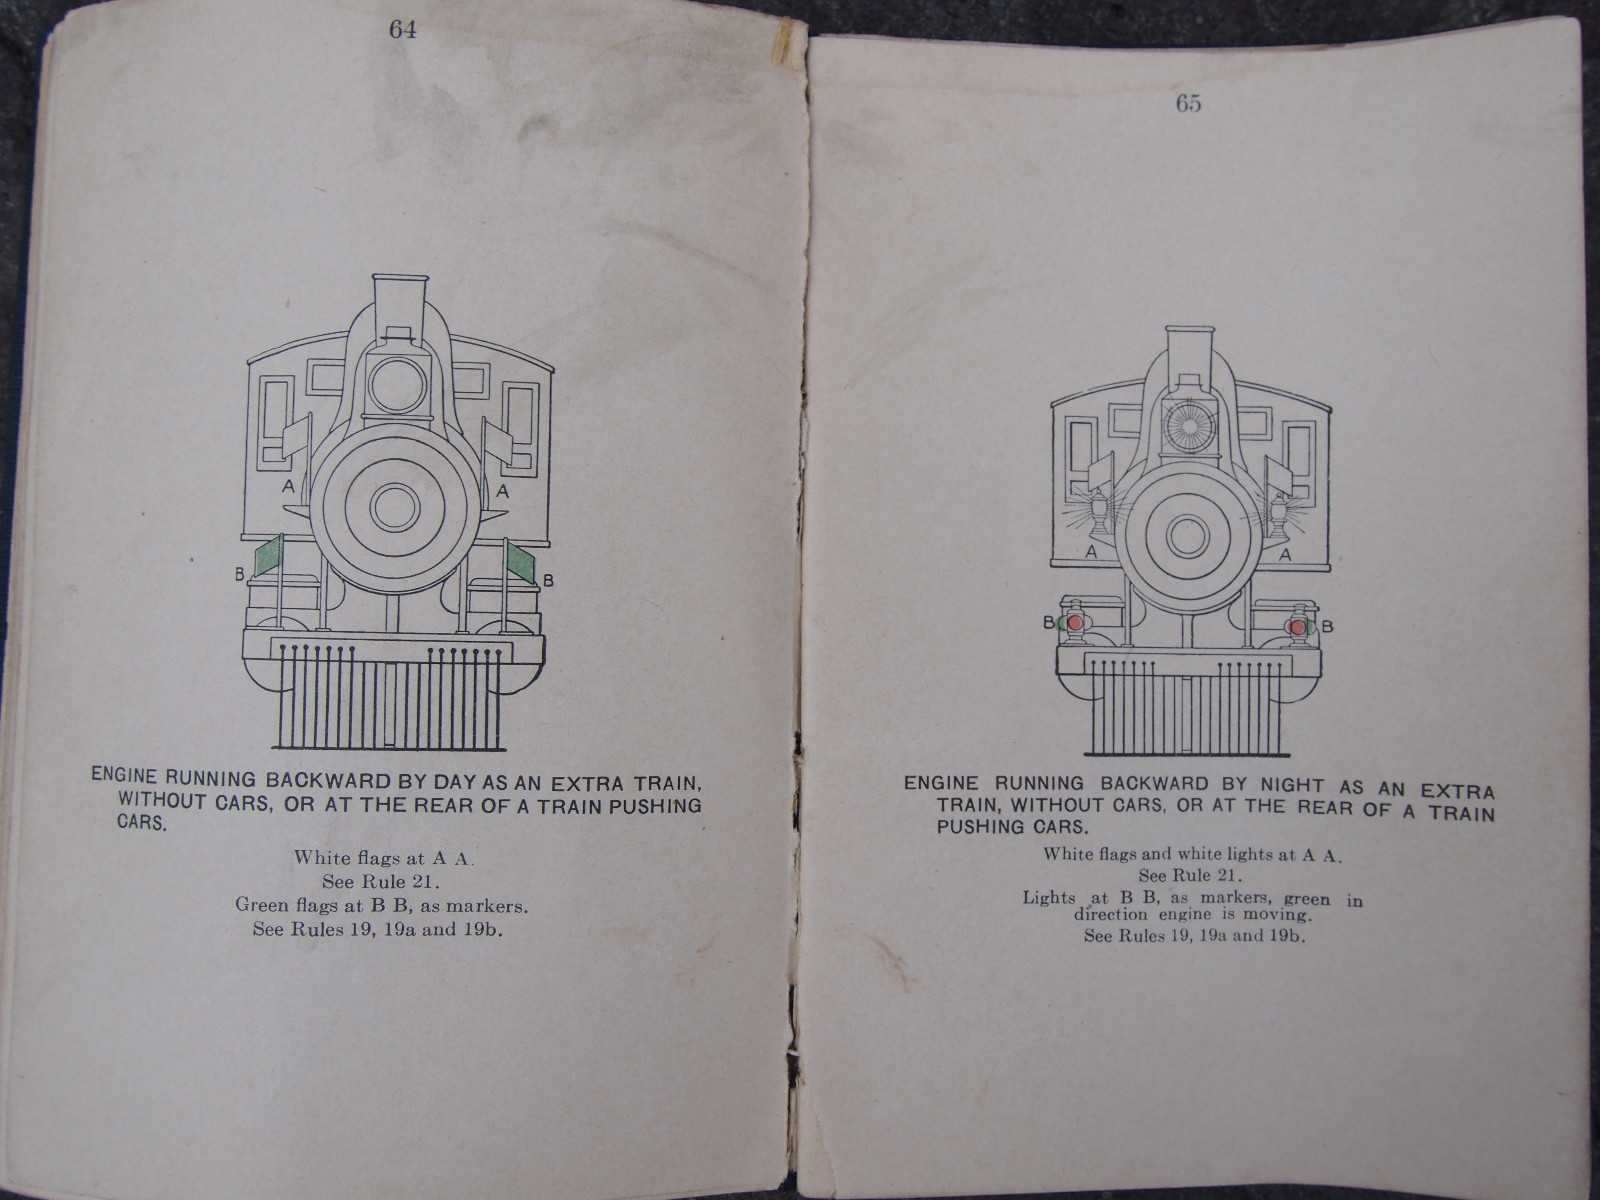 64
A
A
B
B
ENGINE RUNNING BACKWARD BY DAY AS AN EXTRA TRAIN,
WITHOUT CARS, OR AT THE REAR OF A TRAIN PUSHING
CARS.
White flags at A A.
See Rule 21.
Green flags at B B, as markers.
See Rules 19, 19a and 19b.
65
A
A
B
B
ENGINE RUNNING BACKWARD BY NIGHT AS AN EXTRA
TRAIN, WITHOUT CARS, OR AT THE REAR OF A TRAIN
PUSHING CARS.
White flags and white lights at A A.
See Rule 21.
Lights at B B, as markers, green in
direction engine is moving.
See Rules 19, 19a and 19b.